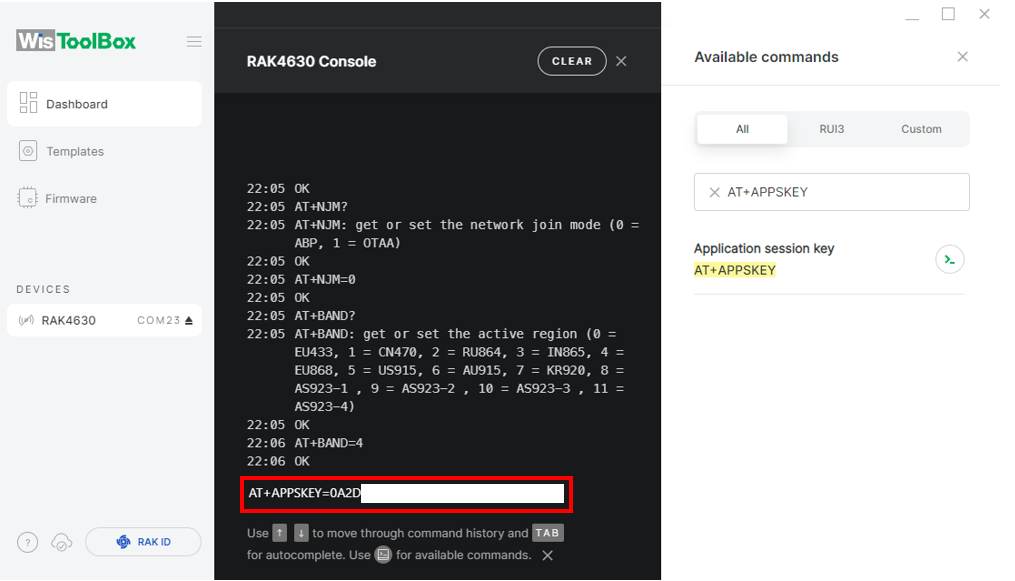 WisToolBox
Dashboard
Templates
Firmware
DEVICES
RAK4630 COM23
?
RAK ID
RAK4630 Console
CLEAR
22:05 OK
22:05 AT+NJM?
22:05 AT+NJM: get or set the network join mode (0 =
ABP, 1 = OTAA)
22:05 OK
22:05 AT+NJM=0
22:05 OK
22:05 AT+BAND?
22:05 AT+BAND: get or set the active region (0 =
EU433, 1 = CN470, 2 = RU864, 3 = IN865, 4 =
EU868, 5 = US915, 6 = AU915, 7 = KR920, 8 =
AS923-1 , 9 = AS923-2 , 10 = AS923-3 , 11 =
AS923-4)
22:05 OK
22:06 AT+BAND=4
22:06 OK
AT+APPSKEY=0A2D
Use ↑ ↓ to move through command history and TAB
for autocomplete. Use for available commands.
Available commands
All RUI3 Custom
AT+APPSKEY
Application session key
AT+APPSKEY